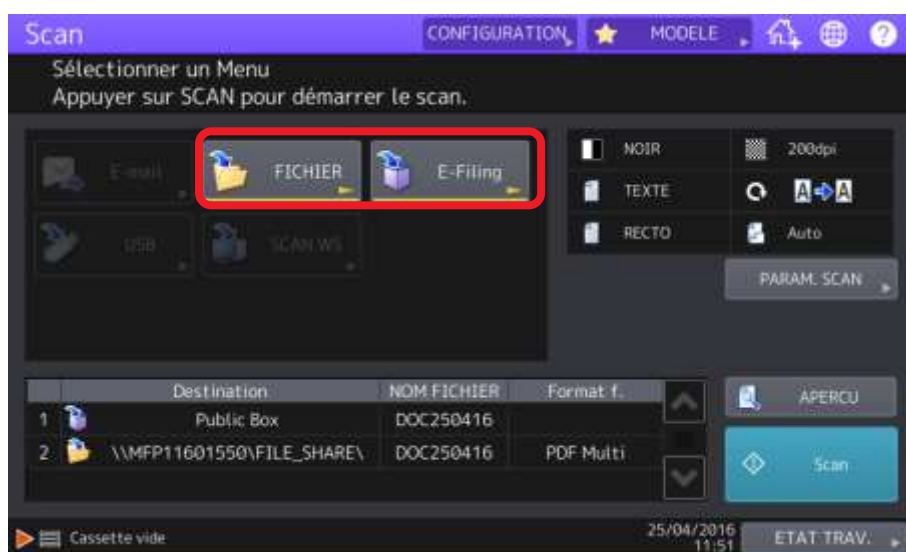 Scan
CONFIGURATION
MODELE
?
Sélectionner un Menu
Appuyer sur SCAN pour démarrer le scan.
E-mail
FICHIER
E-Filing
USB
SCAN WS
NOIR
200dpi
TEXTE
A A
RECTO
Auto
PARAM. SCAN
Destination NOM FICHIER Format f.
1 Public Box DOC250416
2 \\MFP11601550\FILE_SHARE\ DOC250416 PDF Multi
APERCU
Scan
Cassette vide
25/04/2016
11:51
ETAT TRAV.